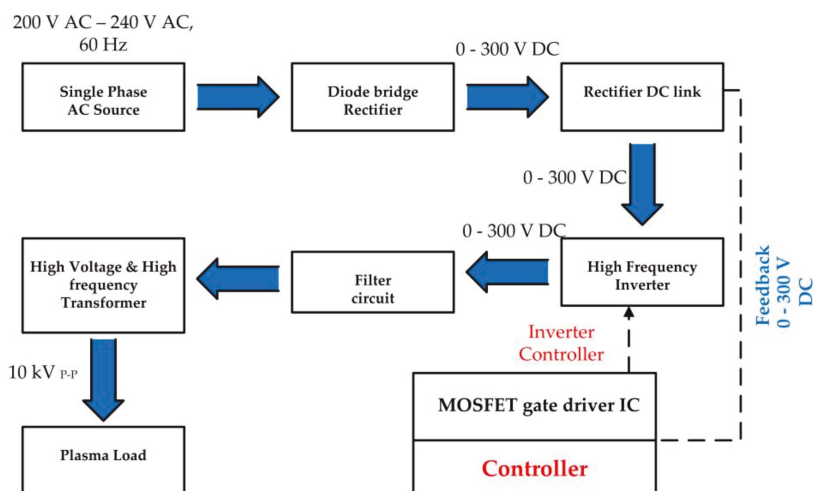 200 V AC – 240 V AC,
60 Hz
Single Phase
AC Source
Diode bridge
Rectifier
0 - 300 V DC
Rectifier DC link
0 - 300 V DC
0 - 300 V DC
High Voltage & High
frequency
Transformer
Filter
circuit
High Frequency
Inverter
Feedback
0 - 300 V
DC
Inverter
Controller
10 kV P-P
MOSFET gate driver IC
Plasma Load
Controller